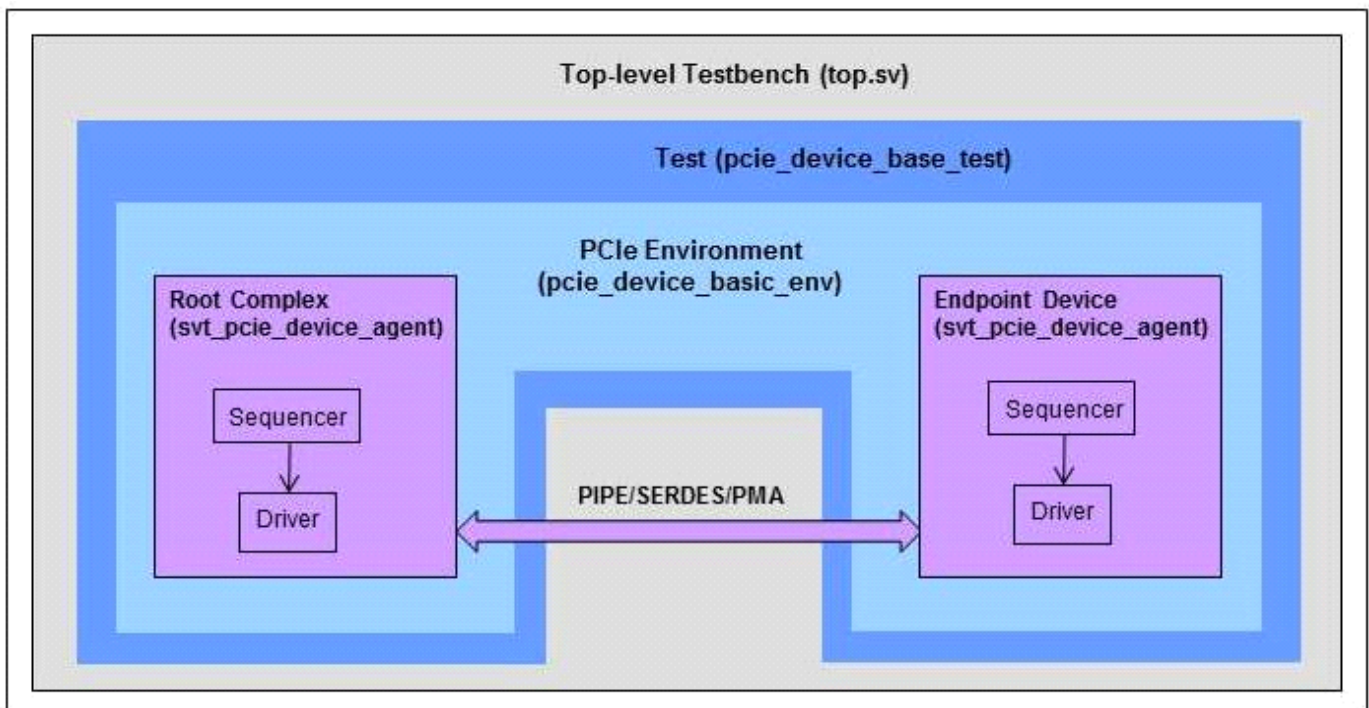 Top-level Testbench (top.sv)
Test (pcie_device_base_test)
PCIe Environment
(pcie_device_basic_env)
Root Complex
(svt_pcie_device_agent)
Sequencer
Driver
PIPE/SERDES/PMA
Endpoint Device
(svt_pcie_device_agent)
Sequencer
Driver